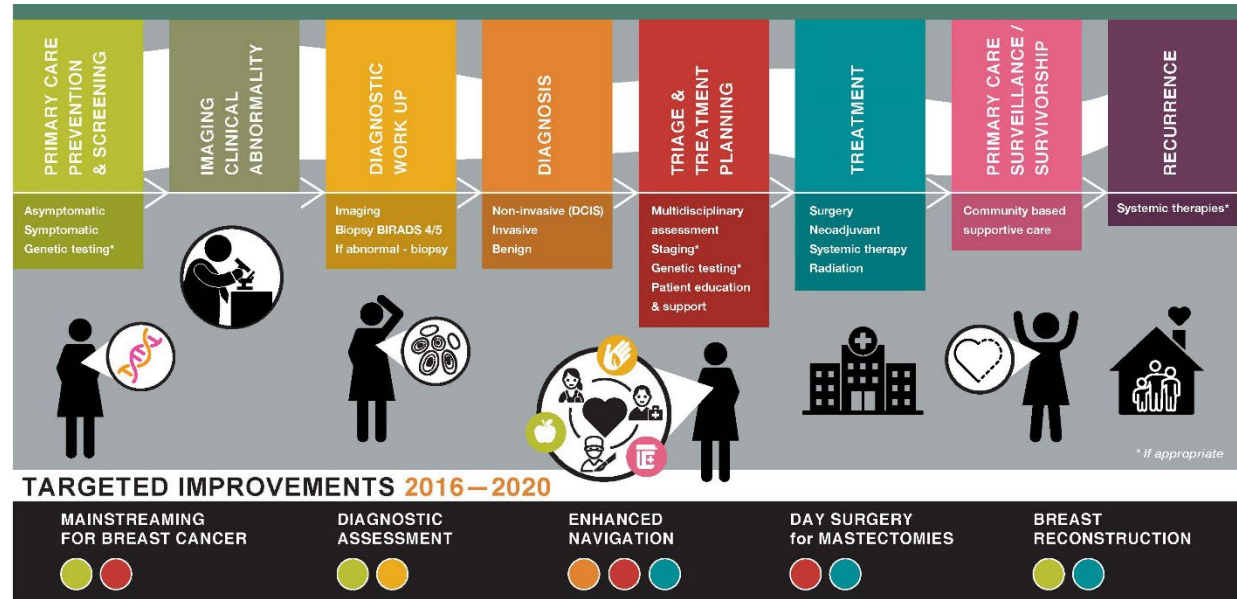 PRIMARY CARE
PREVENTION
& SCREENING
IMAGING
CLINICAL
ABNORMALITY
DIAGNOSTIC
WORK UP
DIAGNOSIS
TRIAGE &
TREATMENT
PLANNING
TREATMENT
PRIMARY CARE
SURVEILLANCE /
SURVIVORSHIP
RECURRENCE
Asymptomatic
Symptomatic
Genetic testing*
Imaging
Biopsy BIRADS 4/5
If abnormal - biopsy
Non-invasive (DCIS)
Invasive
Benign
Multidisciplinary
assessment
Staging*
Genetic testing*
Patient education
& support
Surgery
Neoadjuvant
Systemic therapy
Radiation
Community based
supportive care
Systemic therapies*
* If appropriate
TARGETED IMPROVEMENTS 2016—2020
MAINSTREAMING
FOR BREAST CANCER
DIAGNOSTIC
ASSESSMENT
ENHANCED
NAVIGATION
DAY SURGERY
for MASTECTOMIES
BREAST
RECONSTRUCTION